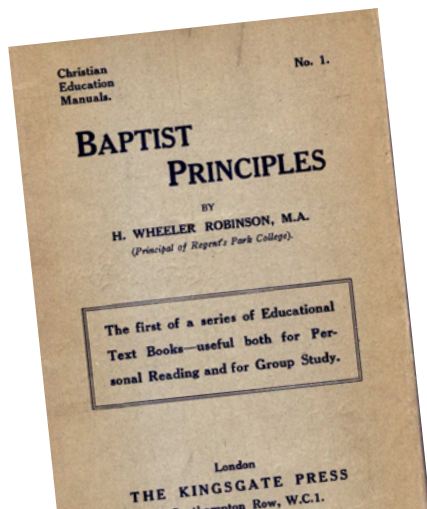 Christian
Education
Manuals.
No. 1.
BAPTIST
PRINCIPLES
BY
H. WHEELER ROBINSON, M.A.
(Principal of Regent's Park College).
The first of a series of Educational
Text Books—useful both for Per-
sonal Reading and for Group Study.
London
THE KINGSGATE PRESS
Row, W.C.1.